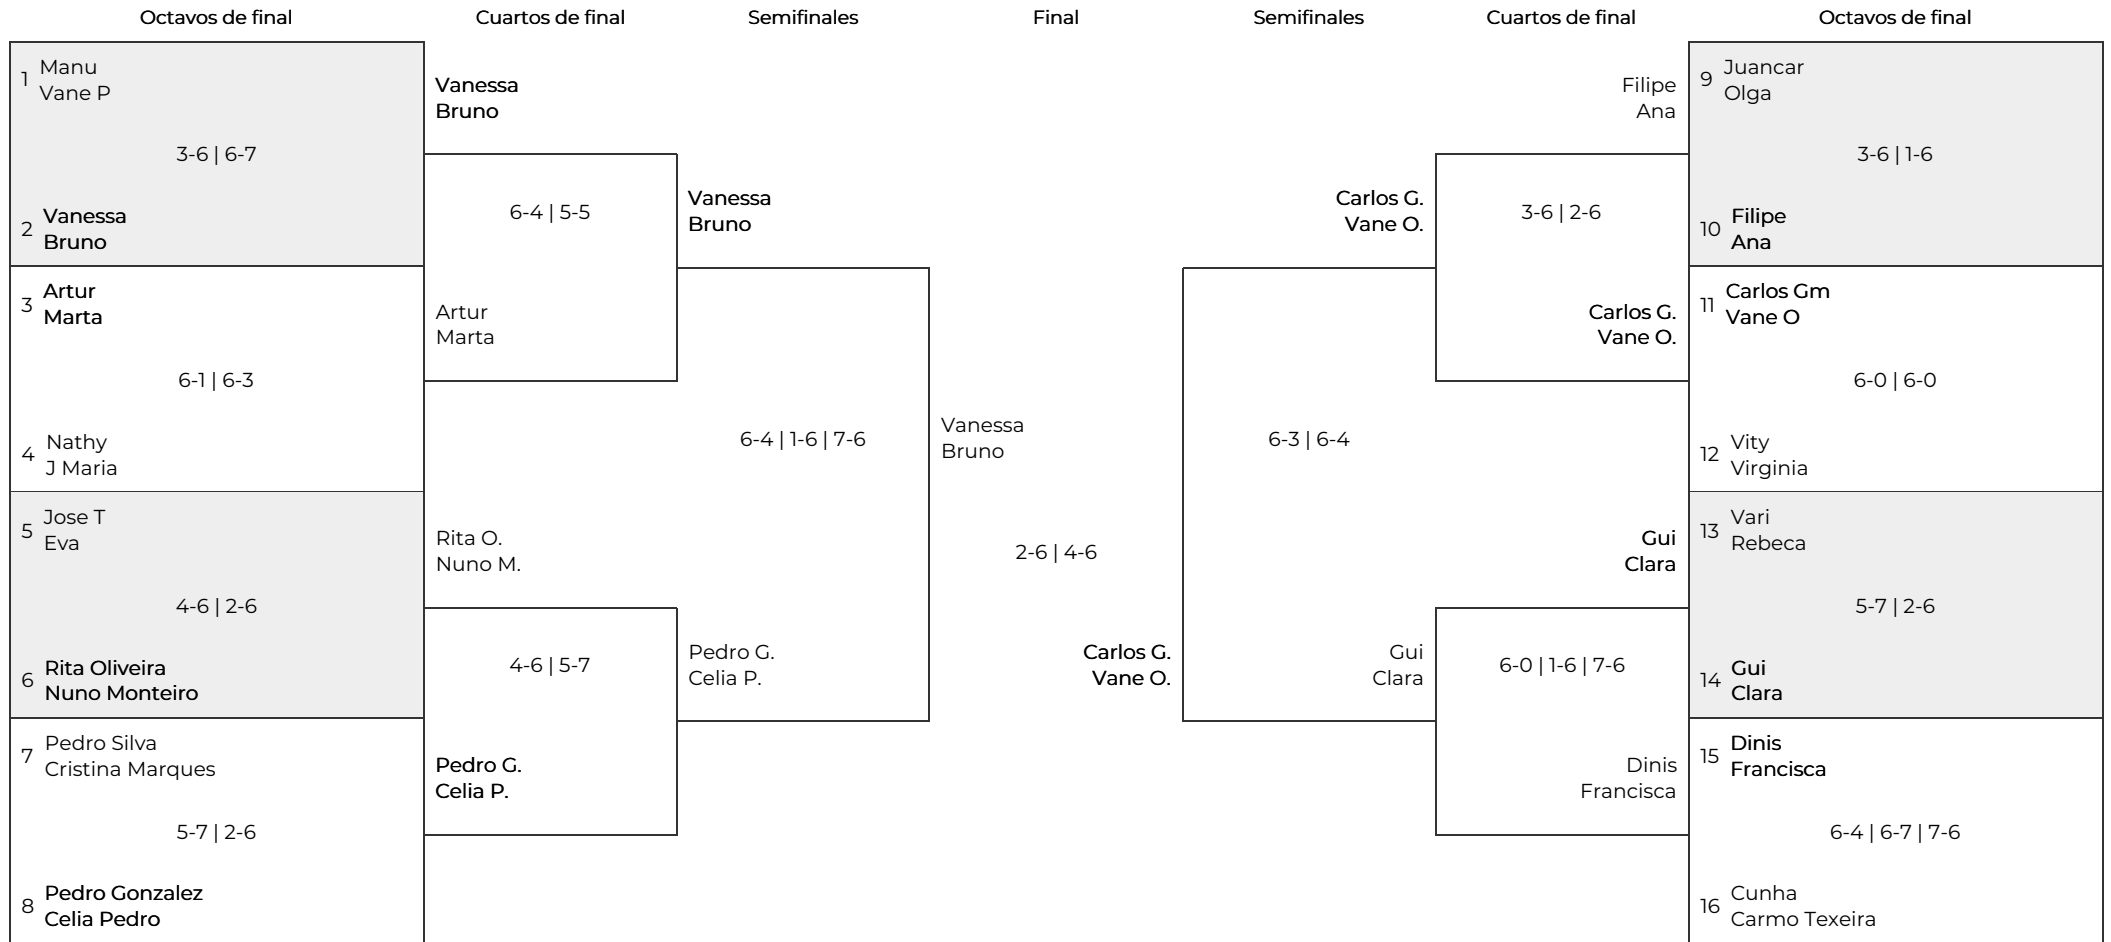 Octavos de final
Cuartos de final
Semifinales
Final
Semifinales
Cuartos de final
Octavos de final
1
Manu
Vane P
3-6 | 6-7
2
Vanessa
Bruno
3
Artur
Marta
6-1 | 6-3
4
Nathy
J Maria
5
Jose T
Eva
4-6 | 2-6
6
Rita Oliveira
Nuno Monteiro
7
Pedro Silva
Cristina Marques
5-7 | 2-6
8
Pedro Gonzalez
Celia Pedro
Vanessa
Bruno
6-4 | 5-5
Artur
Marta
Rita O.
Nuno M.
4-6 | 5-7
Pedro G.
Celia P.
Vanessa
Bruno
6-4 | 1-6 | 7-6
Pedro G.
Celia P.
Vanessa
Bruno
2-6 | 4-6
Carlos G.
Vane O.
Carlos G.
Vane O.
6-3 | 6-4
Gui
Clara
Filipe
Ana
3-6 | 2-6
Carlos G.
Vane O.
Gui
Clara
6-0 | 1-6 | 7-6
Dinis
Francisca
9
Juancar
Olga
3-6 | 1-6
10
Filipe
Ana
11
Carlos Gm
Vane O
6-0 | 6-0
12
Vity
Virginia
13
Vari
Rebeca
5-7 | 2-6
14
Gui
Clara
15
Dinis
Francisca
6-4 | 6-7 | 7-6
16
Cunha
Carmo Texeira